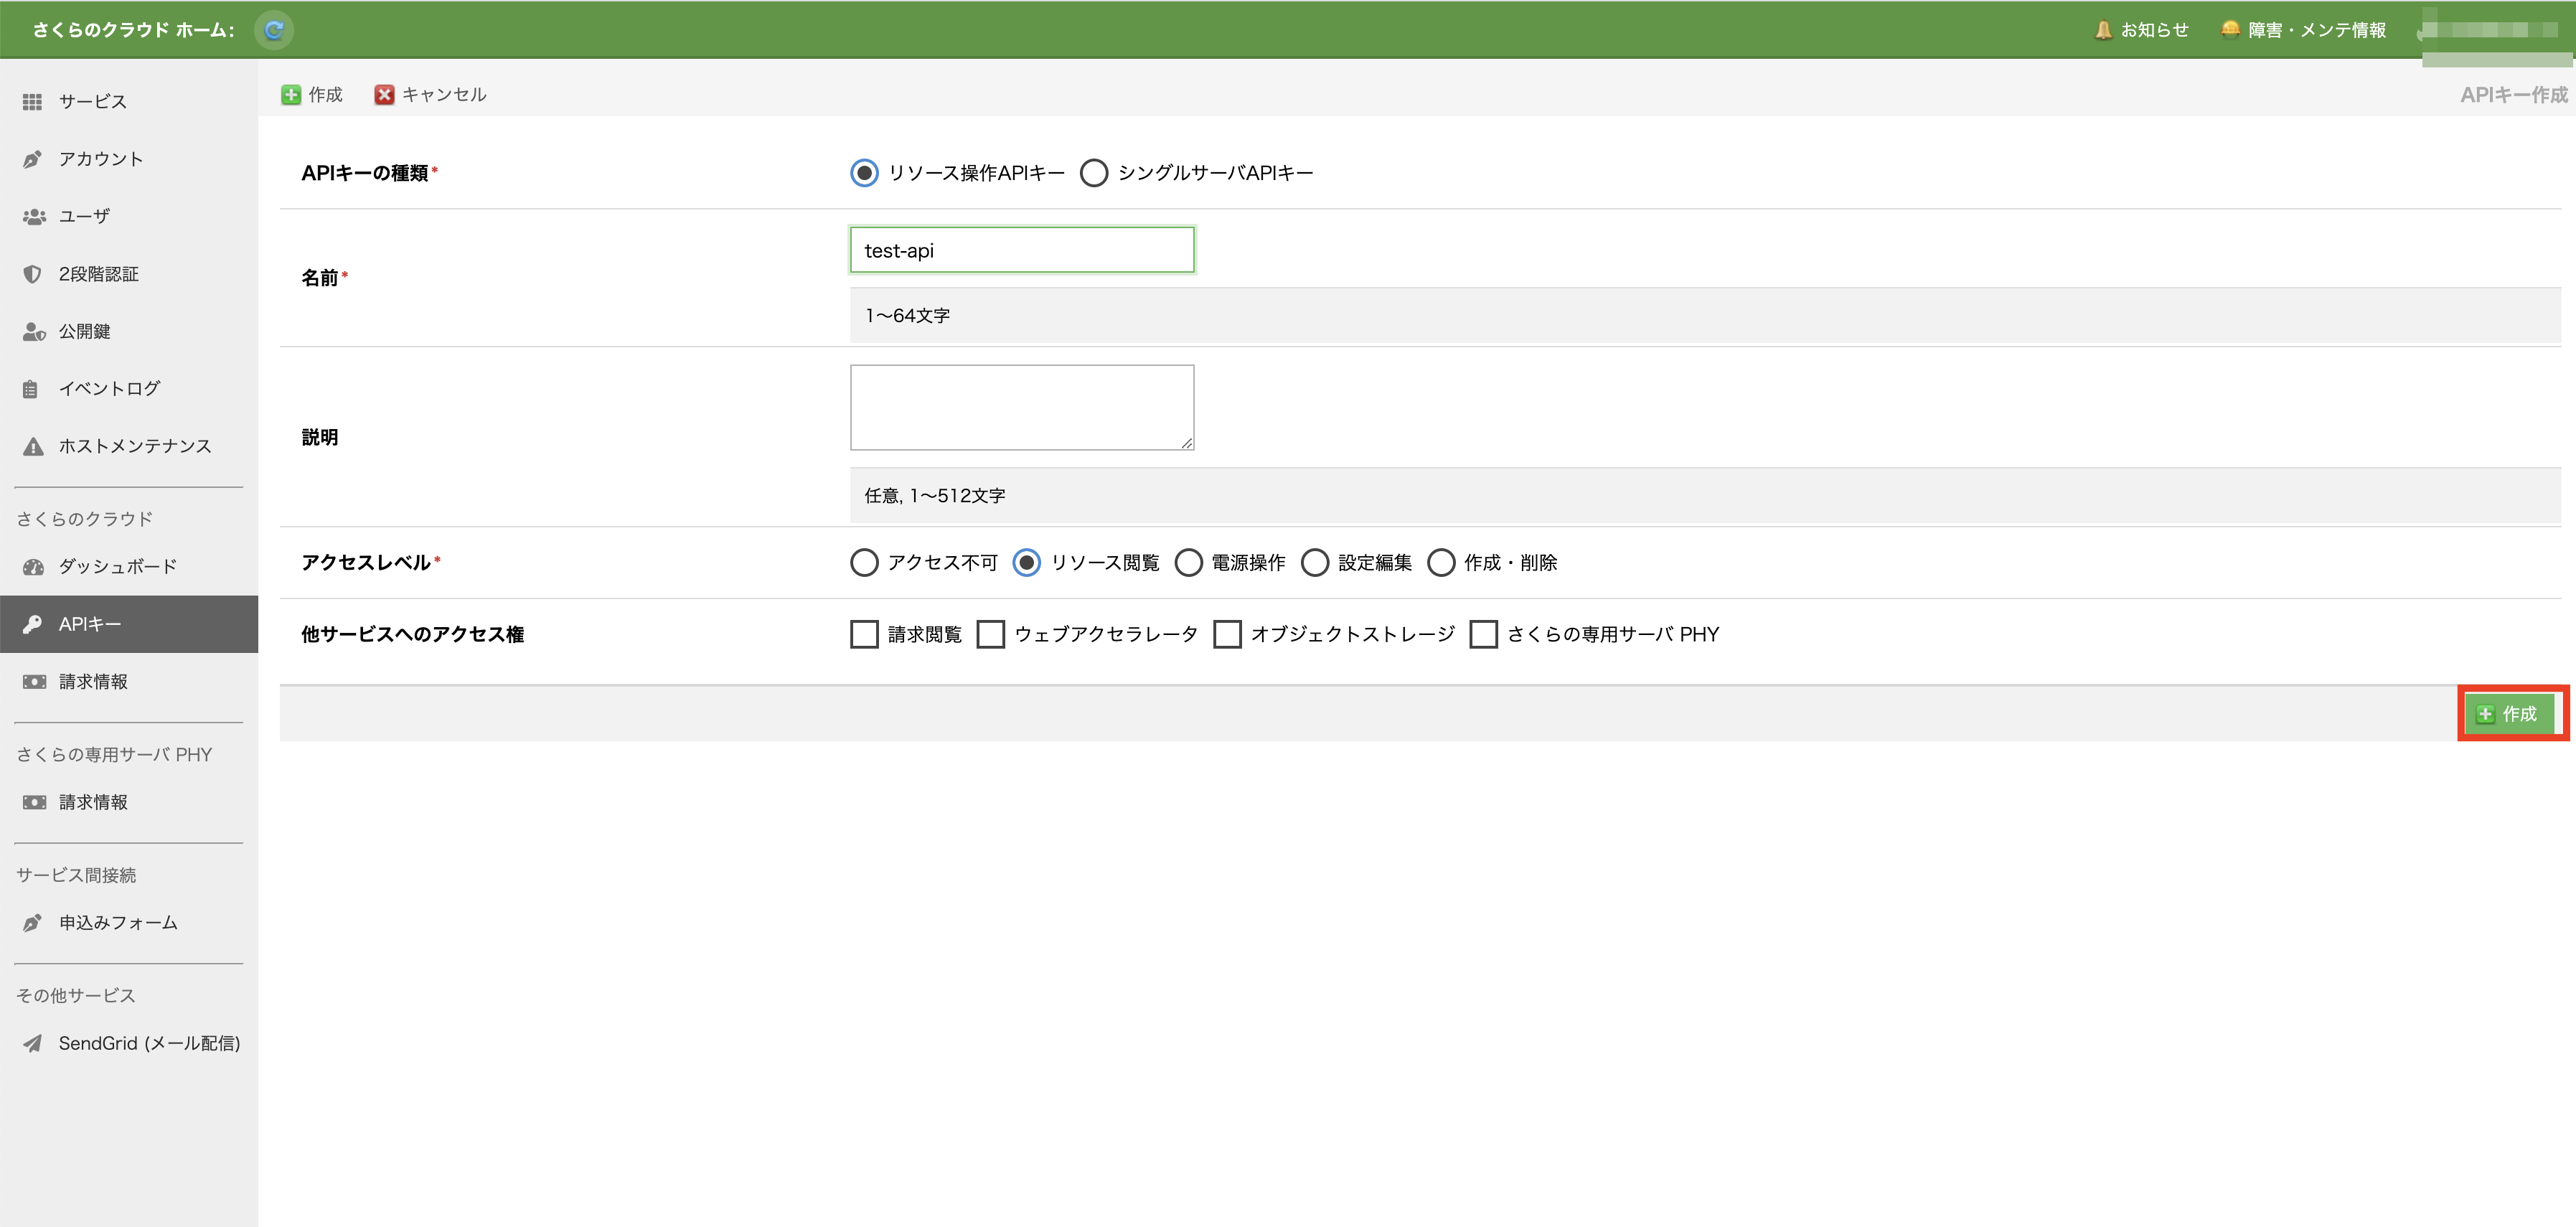 さくらのクラウド ホーム:
お知らせ
障害・メンテ情報
サービス
アカウント
ユーザ
2段階認証
公開鍵
イベントログ
ホストメンテナンス
さくらのクラウド
ダッシュボード
APIキー
請求情報
さくらの専用サーバ PHY
請求情報
サービス間接続
申込みフォーム
その他サービス
SendGrid (メール配信)
作成 キャンセル
APIキー作成
APIキーの種類*
リソース操作APIキー シングルサーバAPIキー
名前*
test-api
1〜64文字
説明
任意, 1〜512文字
アクセスレベル*
アクセス不可 リソース閲覧 電源操作 設定編集 作成・削除
他サービスへのアクセス権
請求閲覧 ウェブアクセラレータ オブジェクトストレージ さくらの専用サーバ PHY
作成